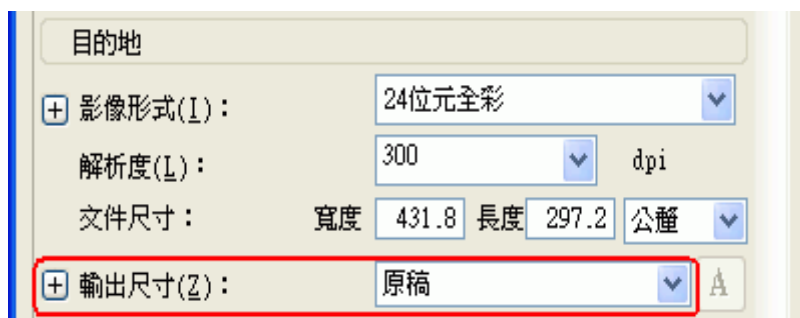 目的地
影像形式(I)： 24位元全彩
解析度(L)： 300 dpi
文件尺寸： 寬度 431.8 長度 297.2 公釐
輸出尺寸(Z)： 原稿 A